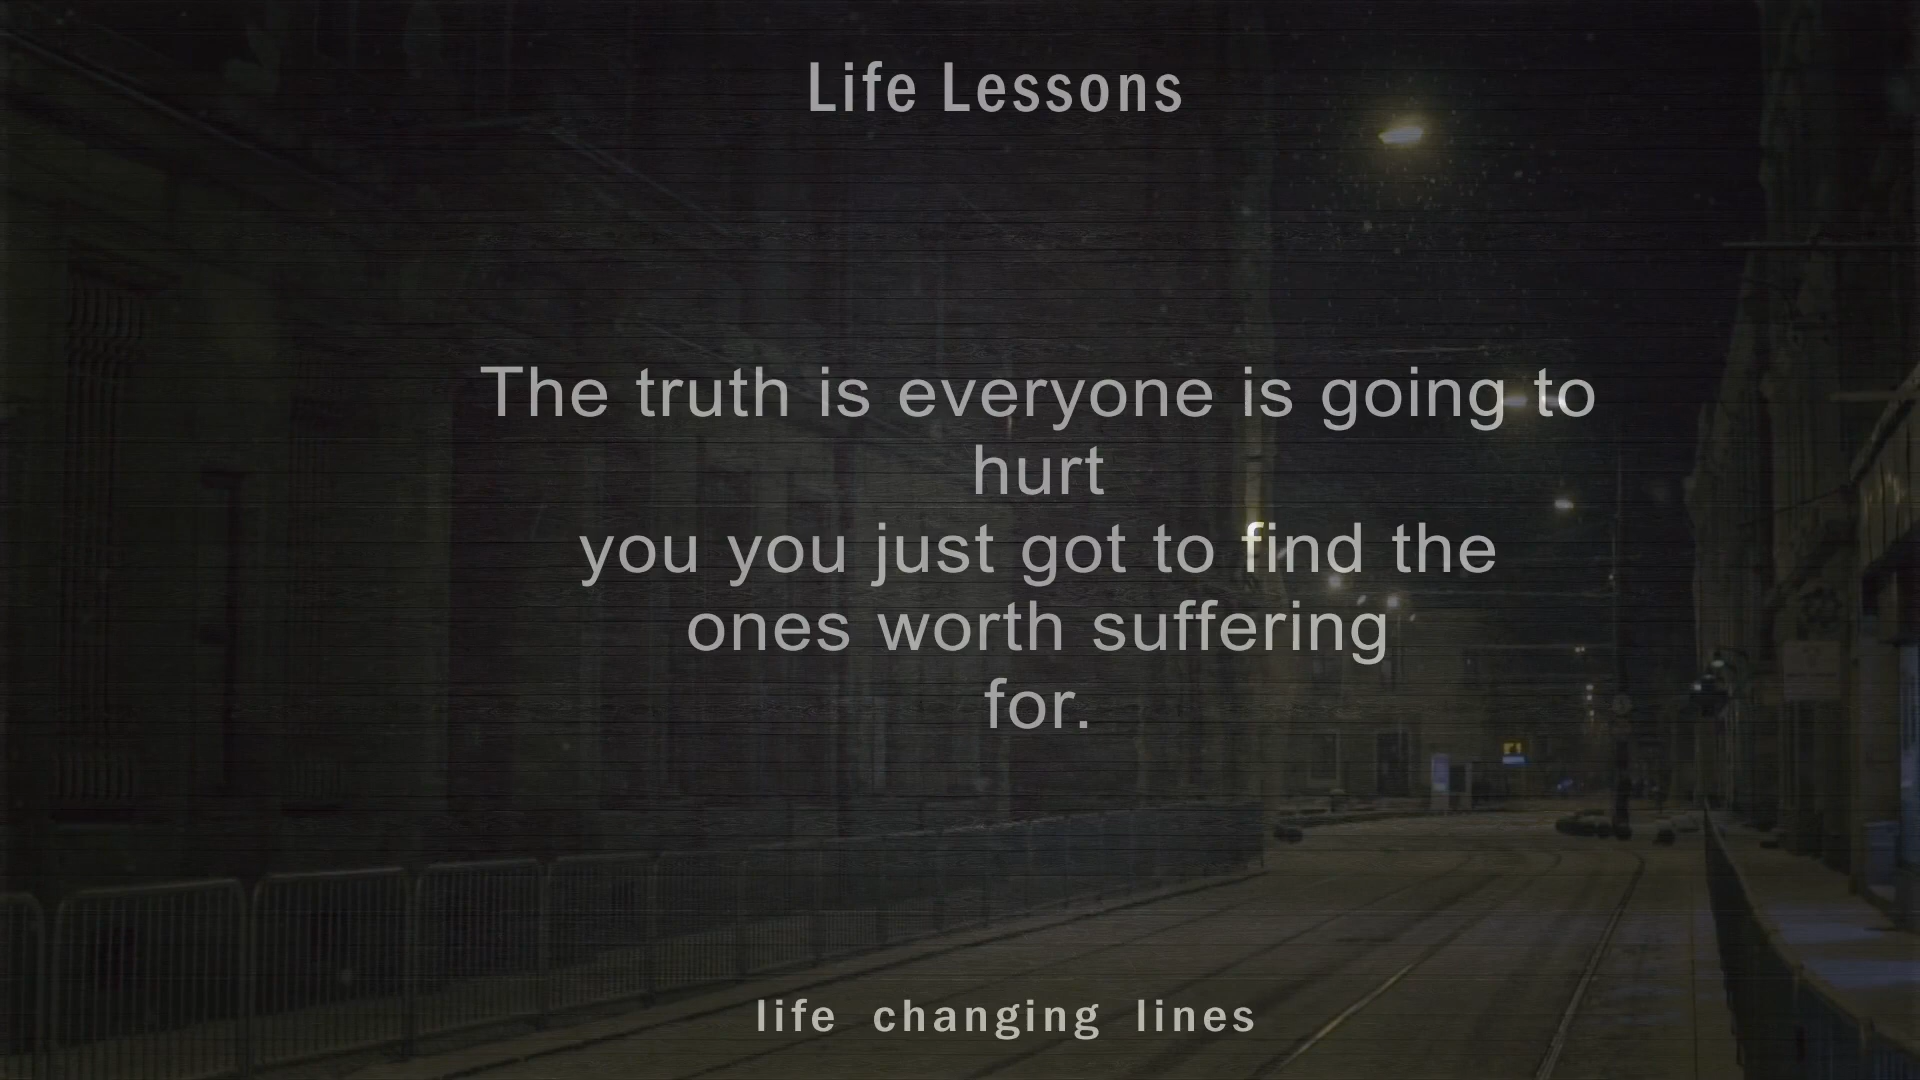 Life Lessons
The truth is everyone is going to
hurt
you you just got to find the
ones worth suffering
for.
life changing lines